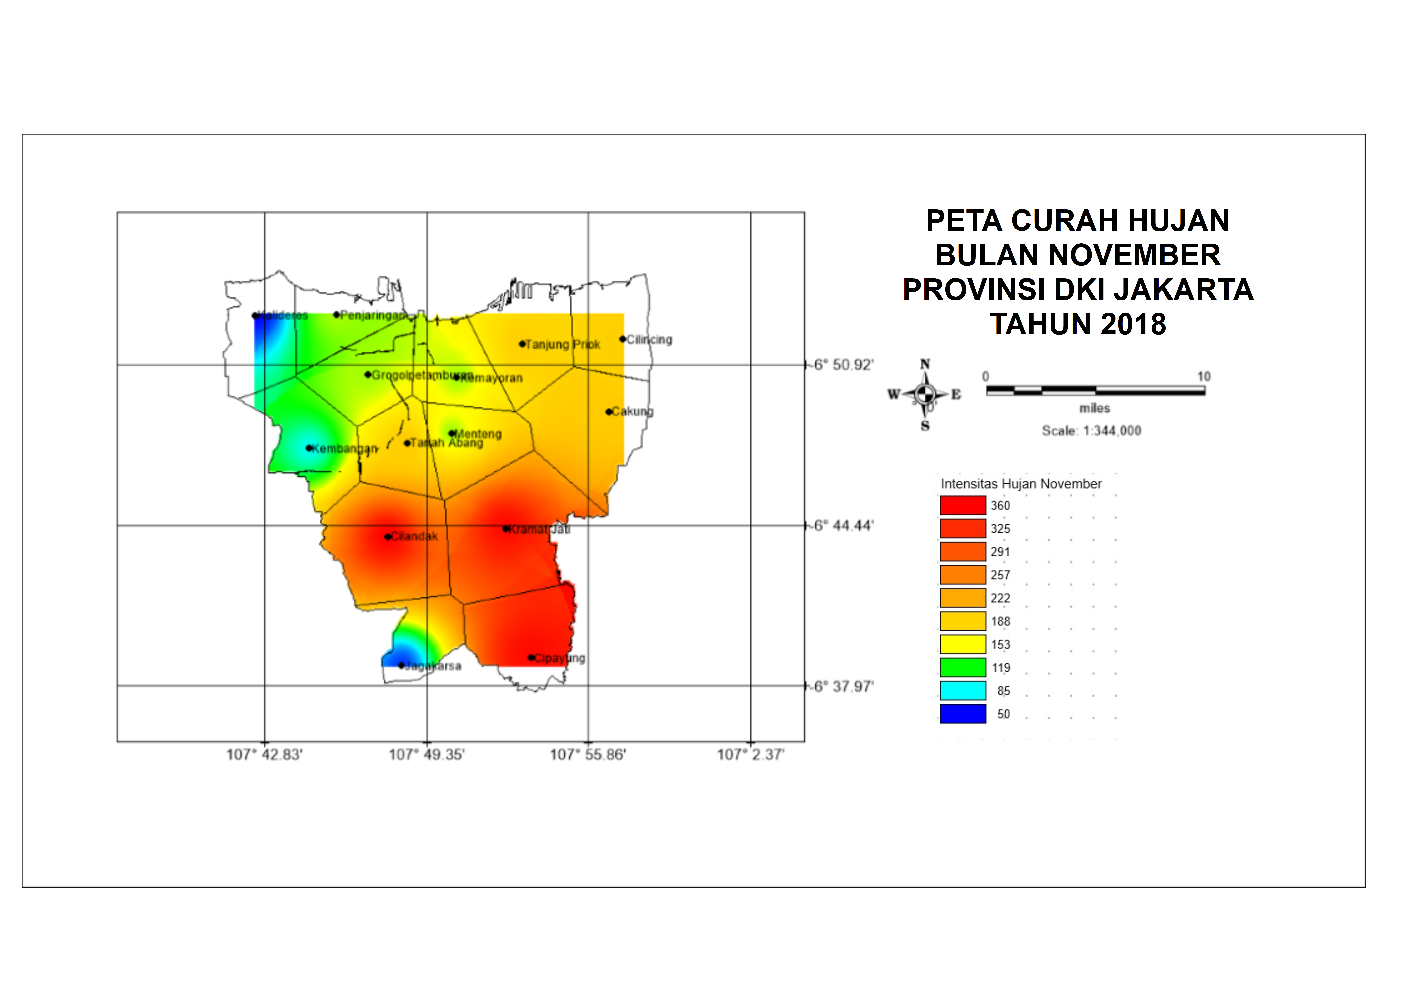 PETA CURAH HUJAN
BULAN NOVEMBER
PROVINSI DKI JAKARTA
TAHUN 2018
Kalideres
Penjaringan
Tanjung Priok
Cilincing
-6° 50.92'
Grogolpetamburan
Kemayoran
Cakung
Menteng
Tanah Abang
Kembangan
-6° 44.44'
Kramat Jati
Cilandak
Cipayung
Jagakarsa
-6° 37.97'
107° 42.83'
107° 49.35'
107° 55.86'
107° 2.37'
N
W
E
S
0
10
miles
Scale: 1:344,000
Intensitas Hujan November
360
325
291
257
222
188
153
119
85
50